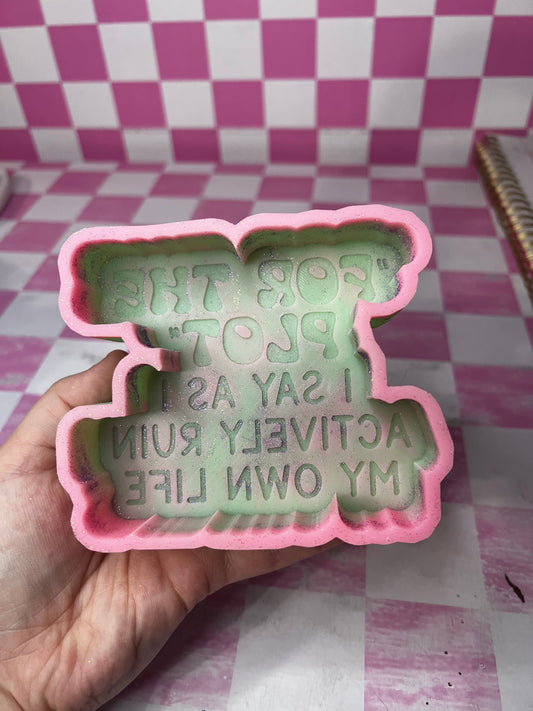 "FOR THE
PLOT"
I SAY AS I
ACTIVELY RUIN
MY OWN LIFE